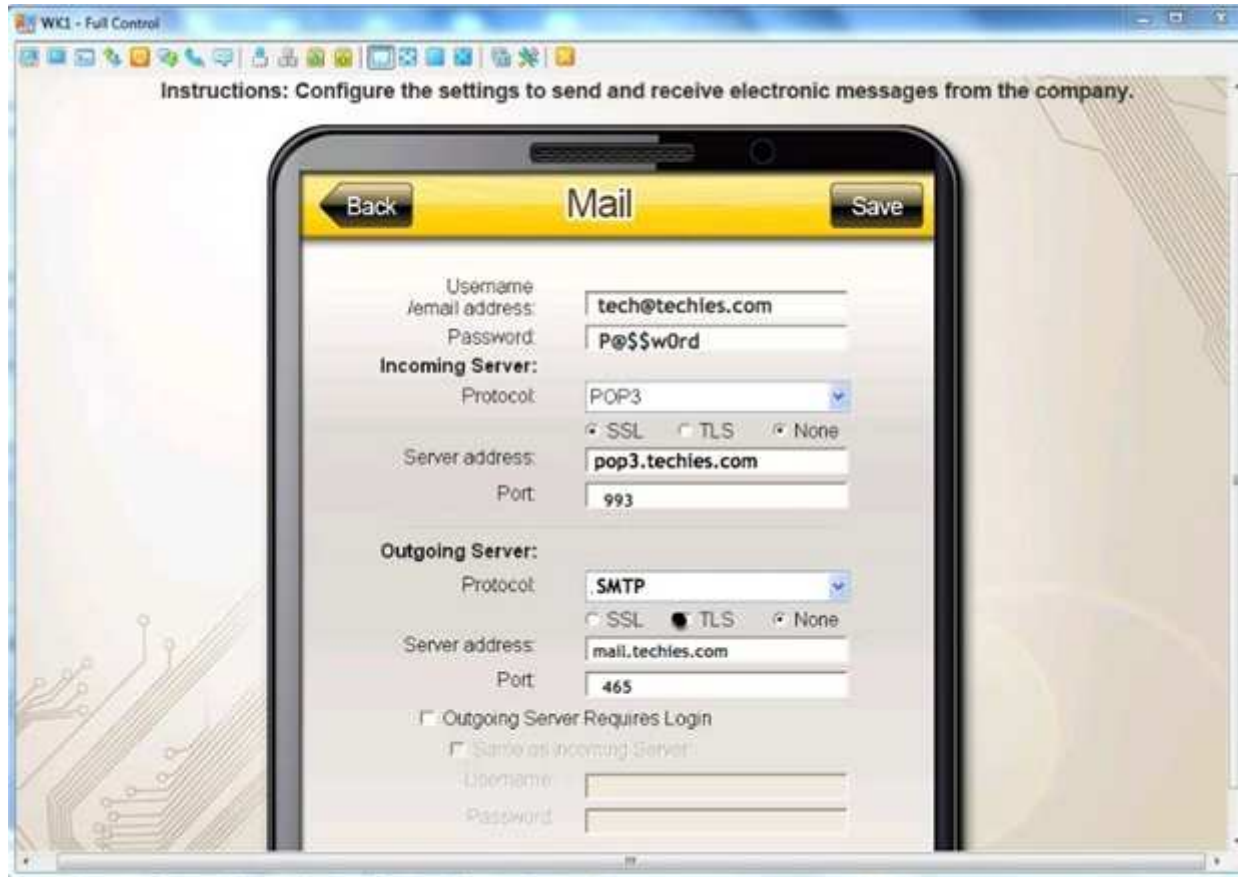 WK1 - Full Control
Instructions: Configure the settings to send and receive electronic messages from the company.
Back Mail Save
Username
/email address: tech@techies.com
Password: P@$$w0rd
Incoming Server:
Protocol: POP3
SSL TLS None
Server address: pop3.techies.com
Port: 993
Outgoing Server:
Protocol: SMTP
SSL TLS None
Server address: mail.techies.com
Port: 465
Outgoing Server Requires Login
Same as Incoming Server
Username
Password